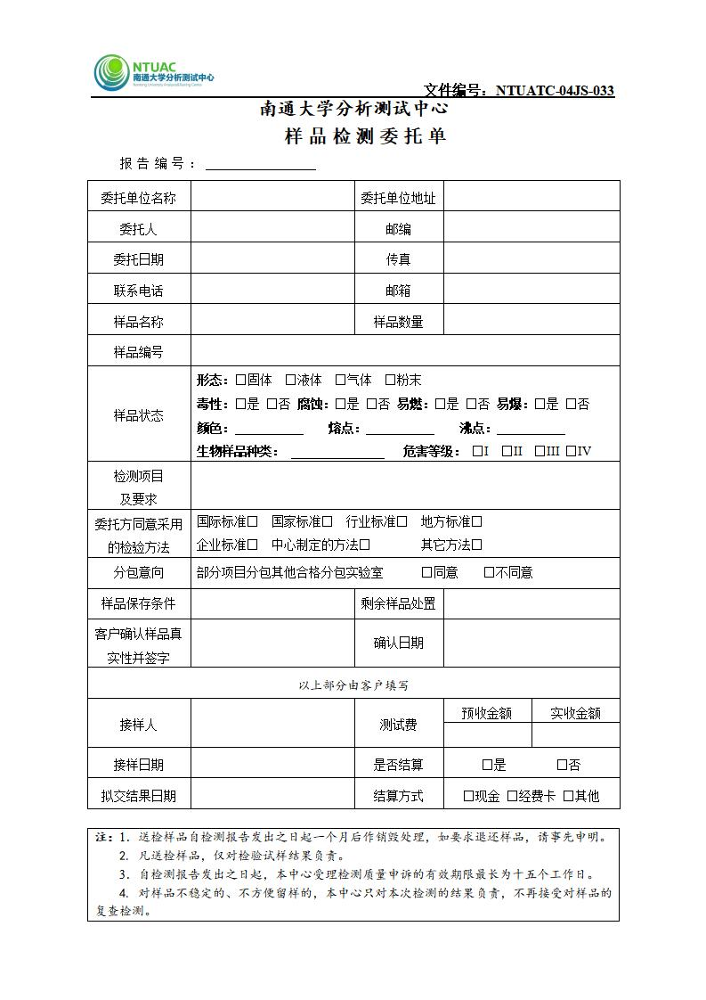 NTUAC
南通大学分析测试中心
文件编号：NTUATC-04JS-033
南通大学分析测试中心
样品检测委托单
报告编号：
委托单位名称 委托单位地址
委托人 邮编
委托日期 传真
联系电话 邮箱
样品名称 样品数量
样品编号
样品状态
形态：□固体 □液体 □气体 □粉末
毒性：□是 □否 腐蚀：□是 □否 易燃：□是 □否 易爆：□是 □否
颜色： 熔点： 沸点：
生物样品种类： 危害等级： □I □II □III □IV
检测项目
及要求
委托方同意采用
的检验方法
国际标准□ 国家标准□ 行业标准□ 地方标准□
企业标准□ 中心制定的方法□ 其它方法□
分包意向 部分项目分包其他合格分包实验室 □同意 □不同意
样品保存条件 剩余样品处置
客户确认样品真
实性并签字
确认日期
以上部分由客户填写
接样人 测试费 预收金额 实收金额
接样日期 是否结算 □是 □否
拟交结果日期 结算方式 □现金 □经费卡 □其他
注：1. 送检样品自检测报告发出之日起一个月后作销毁处理，如要求退还样品，请事先申明。
2. 凡送检样品，仅对检验试样结果负责。
3. 自检测报告发出之日起，本中心受理检测质量申诉的有效期限最长为十五个工作日。
4. 对样品不稳定的、不方便留样的，本中心只对本次检测的结果负责，不再接受对样品的
复查检测。